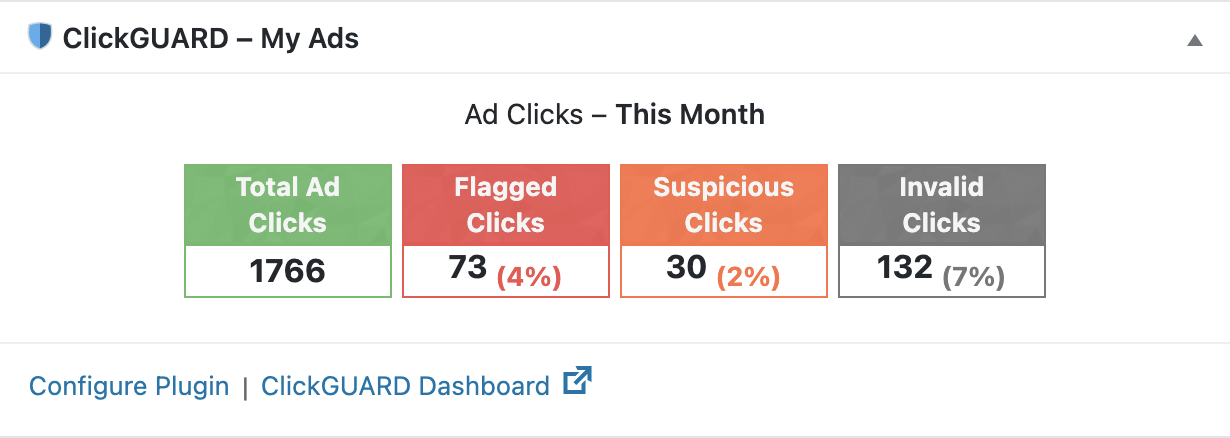 ClickGUARD – My Ads
Ad Clicks – This Month
Total Ad
Clicks
Flagged
Clicks
Suspicious
Clicks
Invalid
Clicks
1766
73 (4%)
30 (2%)
132 (7%)
Configure Plugin | ClickGUARD Dashboard